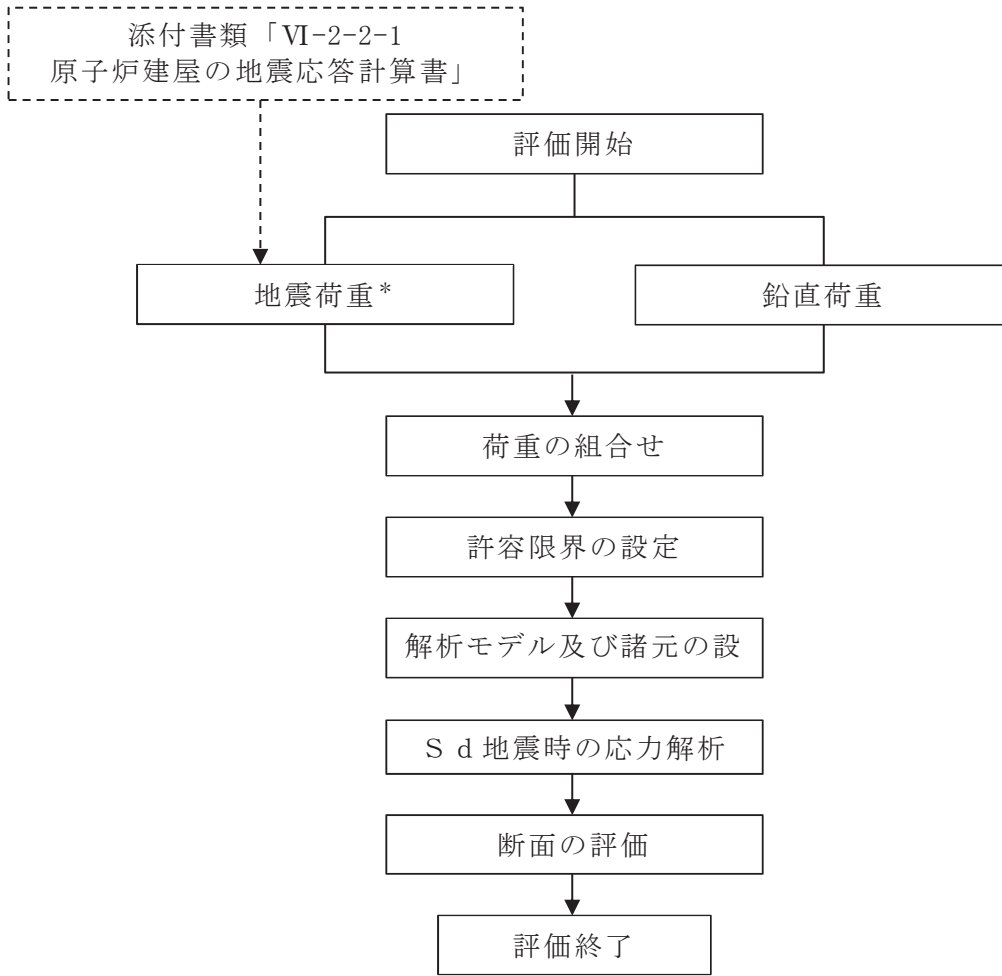 添付書類「Ⅵ-2-2-1
原子炉建屋の地震応答計算書」
評価開始
地震荷重*
鉛直荷重
荷重の組合せ
許容限界の設定
解析モデル及び諸元の設
Ｓｄ地震時の応力解析
断面の評価
評価終了